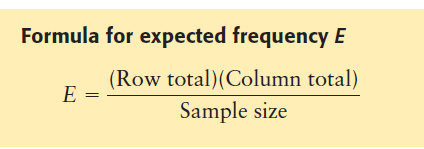 Formula for expected frequency E
E = (Row total)(Column total)
Sample size